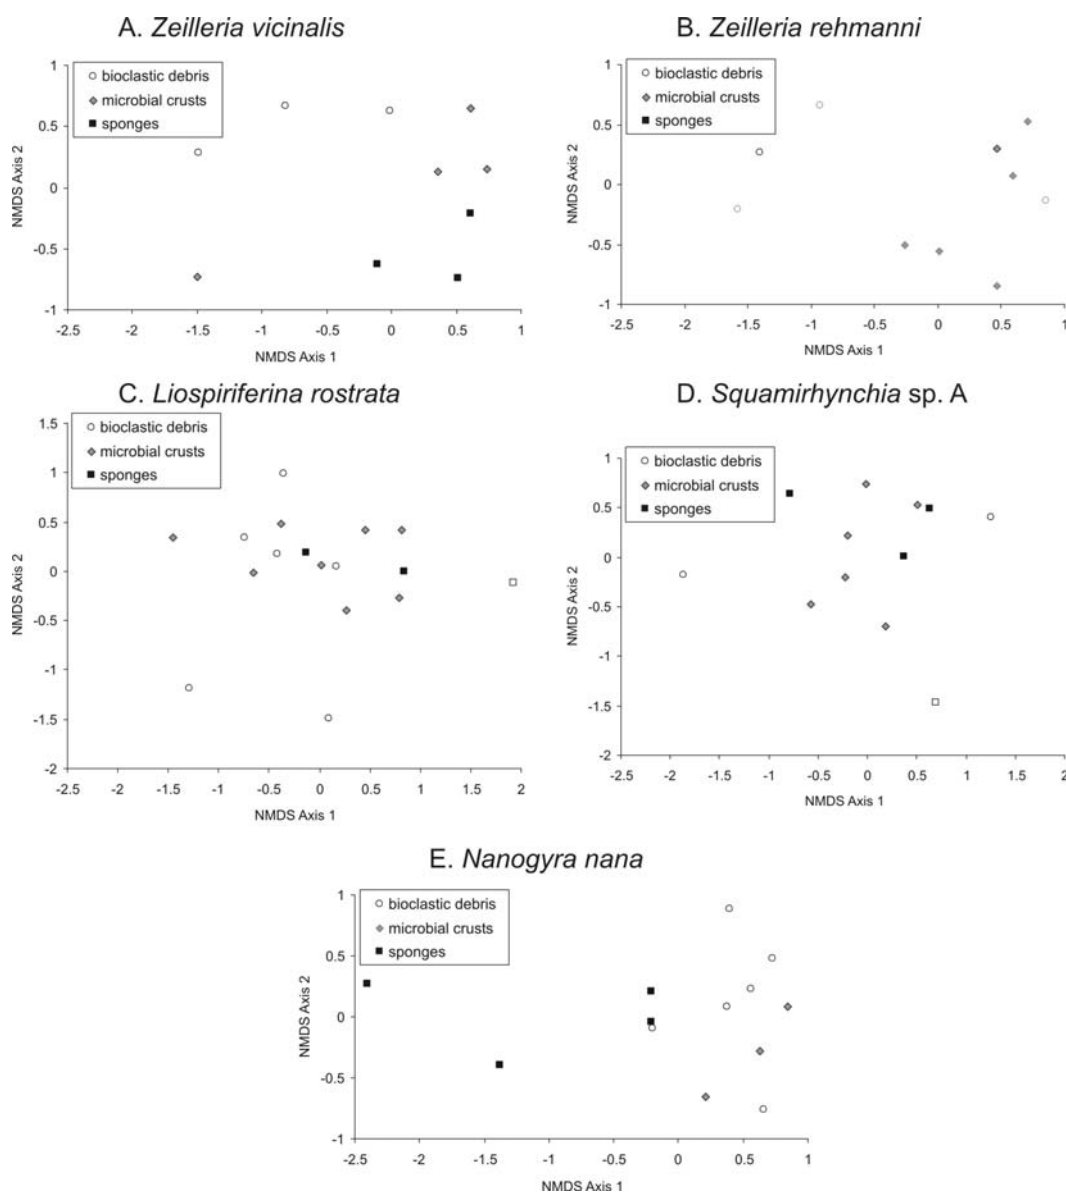 A. Zeilleria vicinalis
1
0.5
0
-0.5
-1
NMDS Axis 2
bioclastic debris
microbial crusts
sponges
-2.5 -2 -1.5 -1 -0.5 0 0.5 1
NMDS Axis 1
B. Zeilleria rehmanni
1
0.5
0
-0.5
-1
NMDS Axis 2
bioclastic debris
microbial crusts
sponges
-2.5 -2 -1.5 -1 -0.5 0 0.5 1
NMDS Axis 1
C. Liospiriferina rostrata
1.5
1
0.5
0
-0.5
-1
-1.5
-2
NMDS Axis 2
bioclastic debris
microbial crusts
sponges
-2.5 -2 -1.5 -1 -0.5 0 0.5 1 1.5 2
NMDS Axis 1
D. Squamirhynchia sp. A
1
0.5
0
-0.5
-1
-1.5
-2
NMDS Axis 2
bioclastic debris
microbial crusts
sponges
-2.5 -2 -1.5 -1 -0.5 0 0.5 1 1.5 2
NMDS Axis 1
E. Nanogyra nana
1
0.5
0
-0.5
-1
NMDS Axis 2
bioclastic debris
microbial crusts
sponges
-2.5 -2 -1.5 -1 -0.5 0 0.5 1
NMDS Axis 1